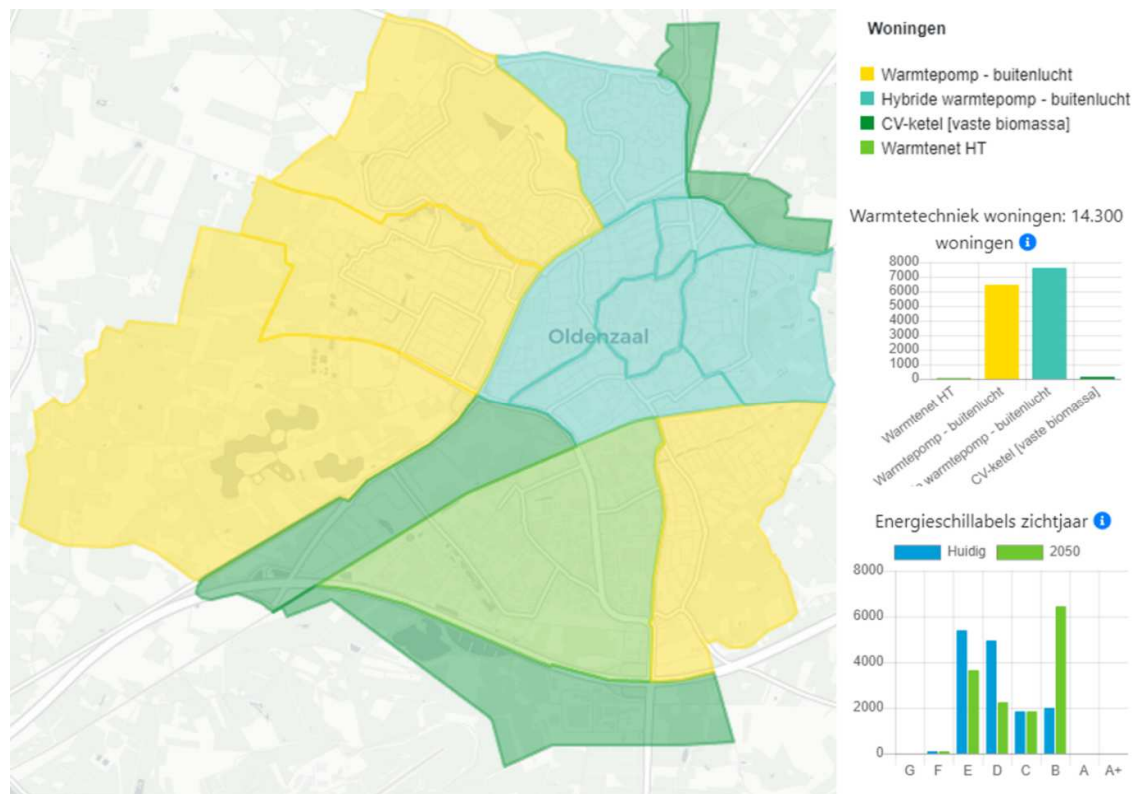 Woningen
Warmtepomp - buitenlucht
Hybride warmtepomp - buitenlucht
CV-ketel [vaste biomassa]
Warmtenet HT
Oldenzaal
Warmtetechniek woningen: 14.300
woningen
8000
7000
6000
5000
4000
3000
2000
1000
0
Warmtenet HT
Warmtepomp - buitenlucht
warmtepomp - buitenlucht
CV-ketel [vaste biomassa]
Energieschillabels zichtjaar
Huidig 2050
8000
6000
4000
2000
0
G F E D C B A A+